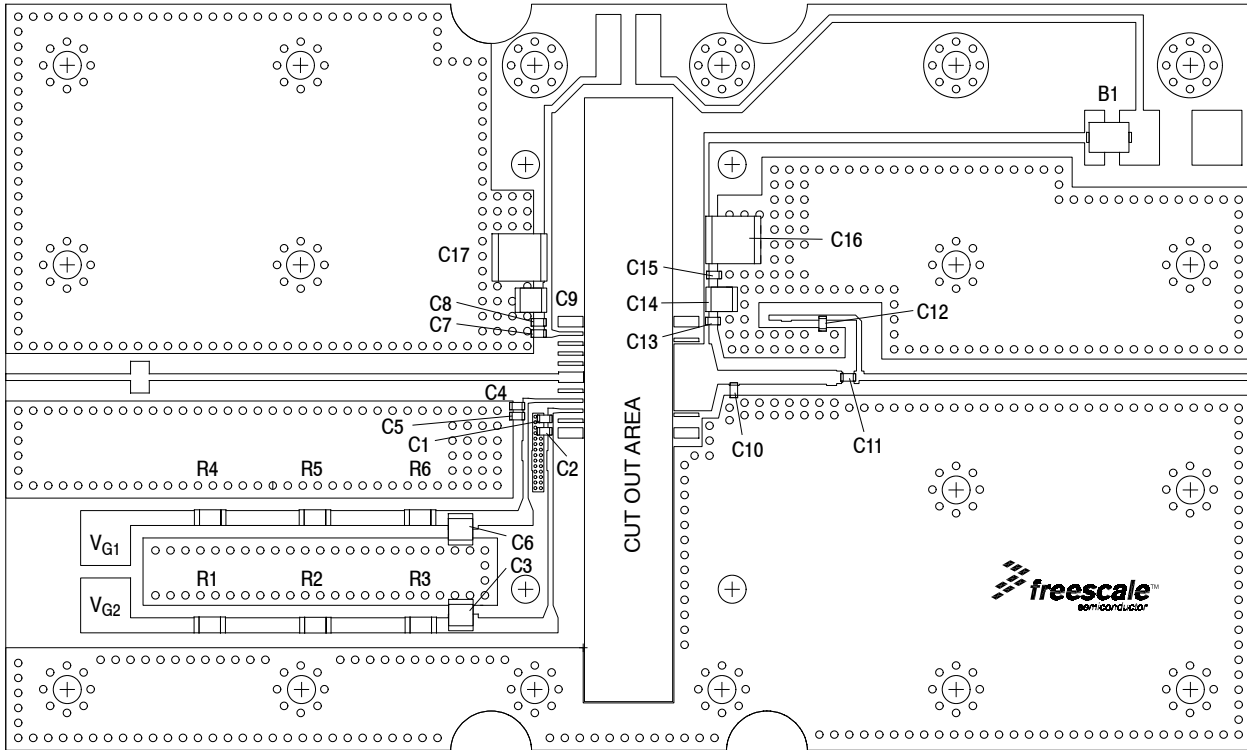 B1
C17
C16
C15
C9
C8
C14
C7
C12
C13
C4
C5
C1
C10
C11
C2
R4
R5
R6
CUT OUT AREA
VG1
C6
C3
R1
R2
R3
VG2
freescale™
semiconductor